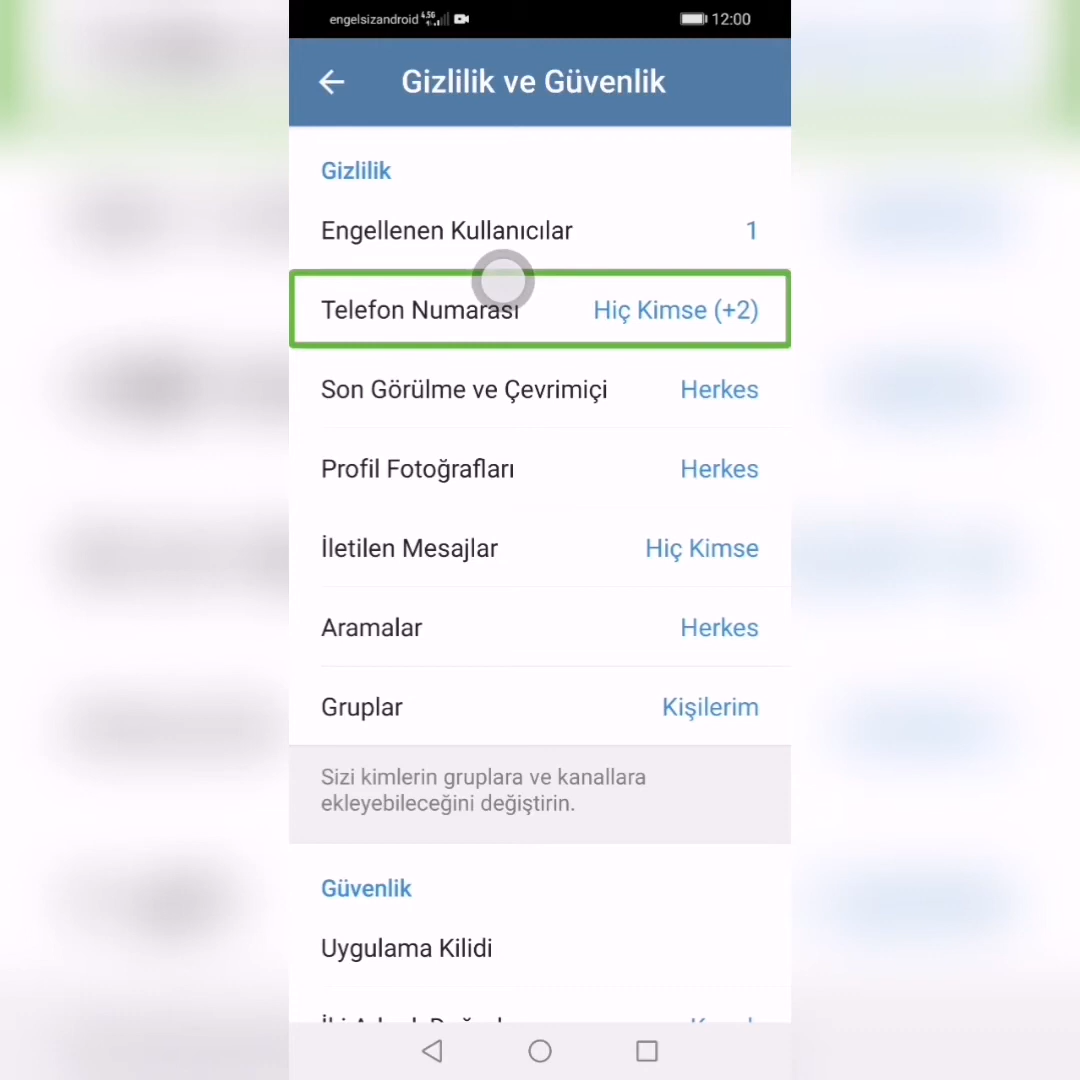 engelsizandroid 4.5G 12:00
Gizlilik ve Güvenlik
Gizlilik
Engellenen Kullanıcılar 1
Telefon Numarası Hiç Kimse (+2)
Son Görülme ve Çevrimiçi Herkes
Profil Fotoğrafları Herkes
İletilen Mesajlar Hiç Kimse
Aramalar Herkes
Gruplar Kişilerim
Sizi kimlerin gruplara ve kanallara
ekleyebileceğini değiştirin.
Güvenlik
Uygulama Kilidi